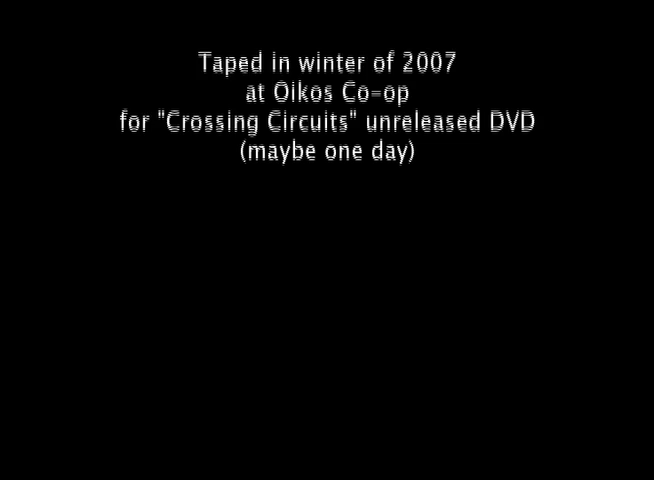 Taped in winter of 2007
at Oikos Co-op
for "Crossing Circuits" unreleased DVD
(maybe one day)